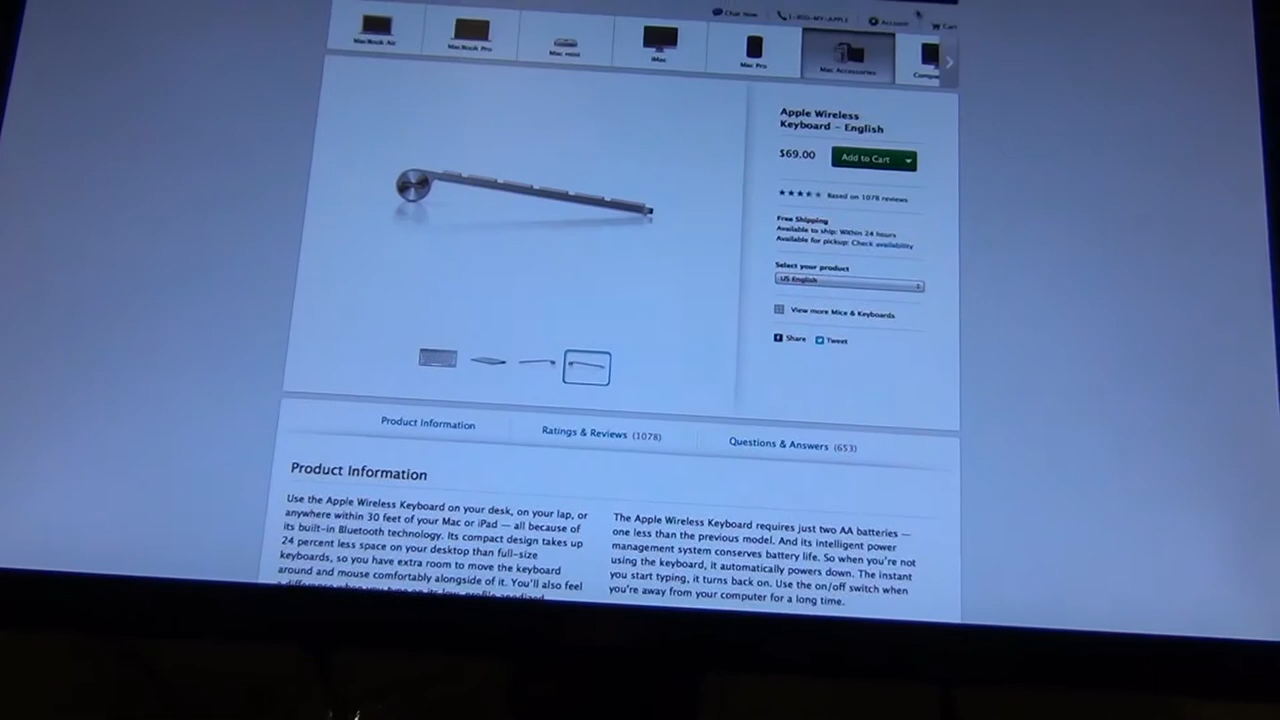 Chat Now
1-800-MY-APPLE
Account
Cart
MacBook Air
MacBook Pro
Mac mini
iMac
Mac Pro
Mac Accessories
Apple Wireless
Keyboard – English
$69.00
Add to Cart
Based on 1078 reviews
Free Shipping
Available to ship: Within 24 hours
Available for pickup: Check availability
Select your product
US English
View more Mice & Keyboards
Share
Tweet
Product Information
Ratings & Reviews (1078)
Questions & Answers (653)
Product Information
Use the Apple Wireless Keyboard on your desk, on your lap, or
anywhere within 30 feet of your Mac or iPad — all because of
its built-in Bluetooth technology. Its compact design takes up
24 percent less space on your desktop than full-size
keyboards, so you have extra room to move the keyboard
around and mouse comfortably alongside of it. You'll also feel
The Apple Wireless Keyboard requires just two AA batteries —
one less than the previous model. And its intelligent power
management system conserves battery life. So when you're not
using the keyboard, it automatically powers down. The instant
you start typing, it turns back on. Use the on/off switch when
you're away from your computer for a long time.